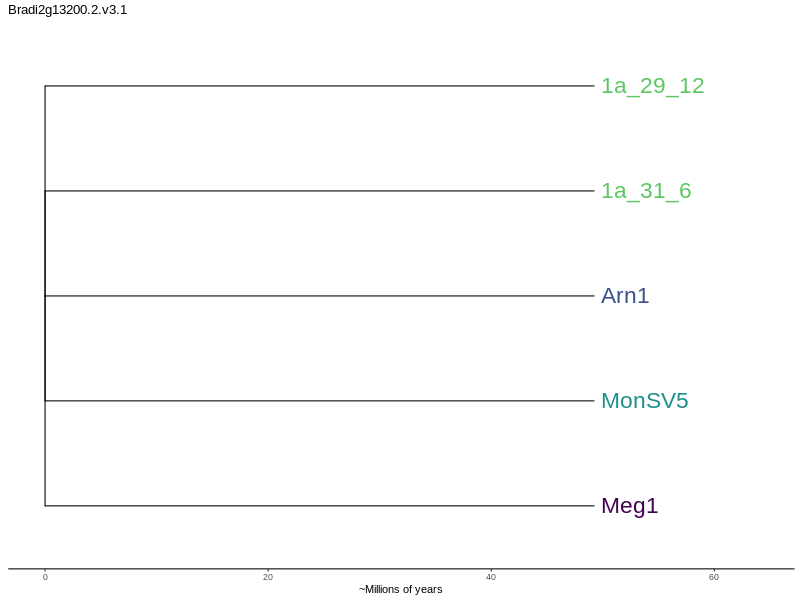 Bradi2g13200.2.v3.1
1a_29_12
1a_31_6
Arn1
MonSV5
Meg1
0 20 40 60
~Millions of years